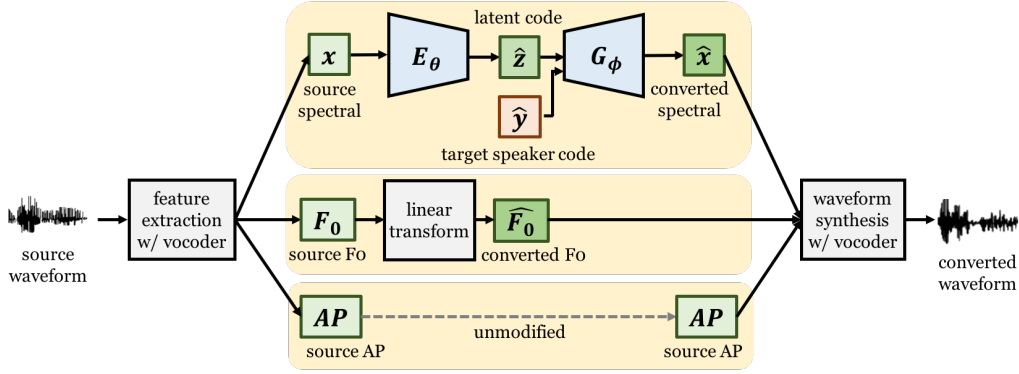 latent code
x
E_θ
ẑ
G_ϕ
x̂
source
spectral
ŷ
converted
spectral
target speaker code
feature
extraction
w/ vocoder
F_0
linear
transform
F̂_0
waveform
synthesis
w/ vocoder
source
waveform
source F0
converted F0
converted
waveform
AP
unmodified
AP
source AP
source AP